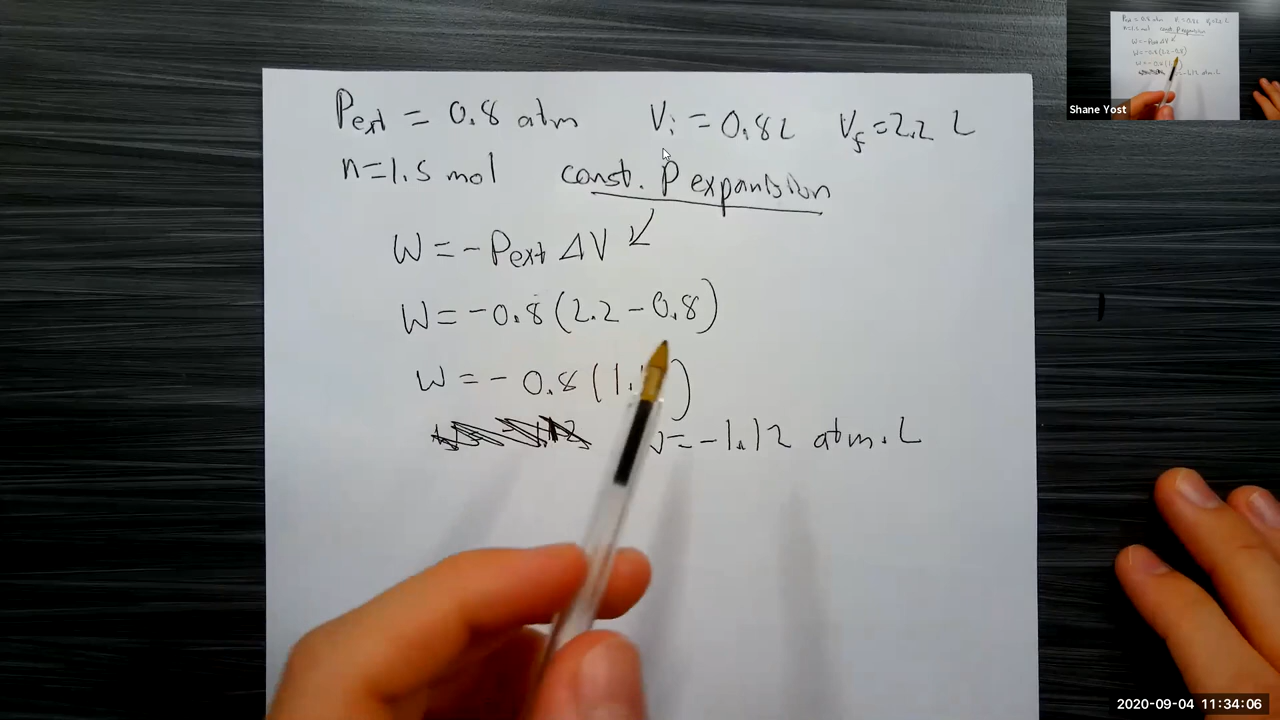 Pext = 0.8 atm Vi = 0.8L Vf = 2.2 L
n = 1.5 mol const. P expansion
W = -Pext ΔV
W = -0.8(2.2 - 0.8)
W = - 0.8(1. )
= -1.12 atm.L
Shane Yost
2020-09-04 11:34:06